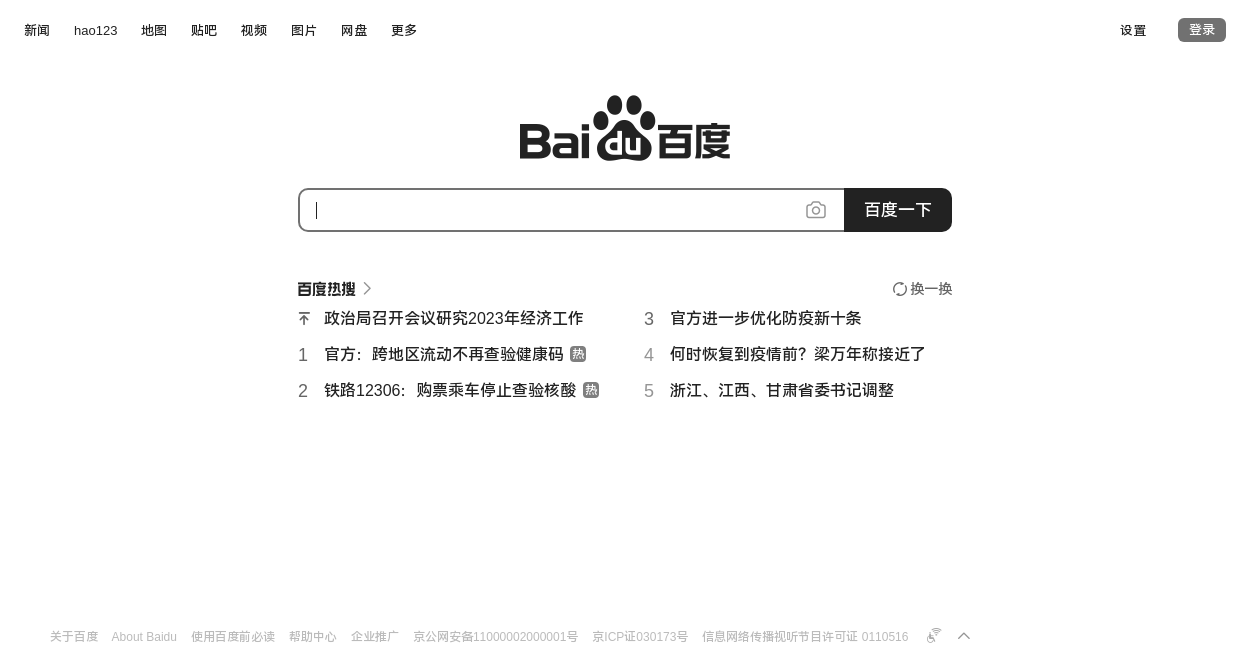 新闻 hao123 地图 贴吧 视频 图片 网盘 更多 设置 登录
Bai du 百度
百度一下
百度热搜 换一换
政治局召开会议研究2023年经济工作
1 官方：跨地区流动不再查验健康码 热
2 铁路12306：购票乘车停止查验核酸 热
3 官方进一步优化防疫新十条
4 何时恢复到疫情前？梁万年称接近了
5 浙江、江西、甘肃省委书记调整
关于百度 About Baidu 使用百度前必读 帮助中心 企业推广 京公网安备11000002000001号 京ICP证030173号 信息网络传播视听节目许可证 0110516